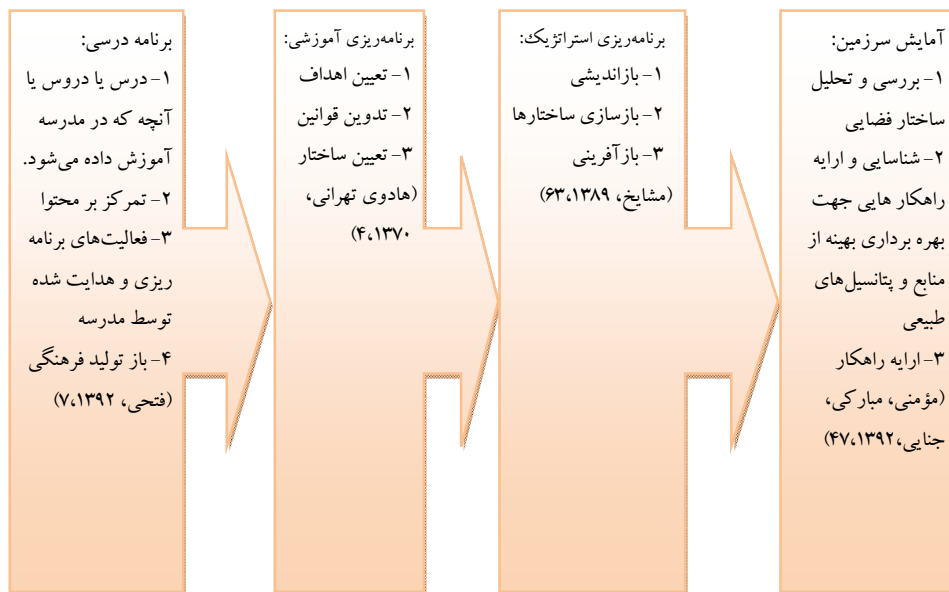 آمایش سرزمین:
۱- بررسی و تحلیل
ساختار فضایی
۲- شناسایی و ارایه
راهکار هایی جهت
بهره برداری بهینه از
منابع و پتانسیل‌های
طبیعی
۳- ارایه راهکار
(مؤمنی، مبارکی،
جنایی،۴۷،۱۳۹۲)
برنامه‌ریزی استراتژیک:
۱- بازاندیشی
۲- بازسازی ساختارها
۳- بازآفرینی
(مشایخ، ۶۳،۱۳۸۹)
برنامه‌ریزی آموزشی:
۱- تعیین اهداف
۲- تدوین قوانین
۳- تعیین ساختار
(هادوی تهرانی،
۴،۱۳۷۰)
برنامه درسی:
۱- درس یا دروس یا
آنچه که در مدرسه
آموزش داده می‌شود.
۲- تمرکز بر محتوا
۳- فعالیت‌های برنامه
ریزی و هدایت شده
توسط مدرسه
۴- باز تولید فرهنگی
(فتحی، ۷،۱۳۹۲)